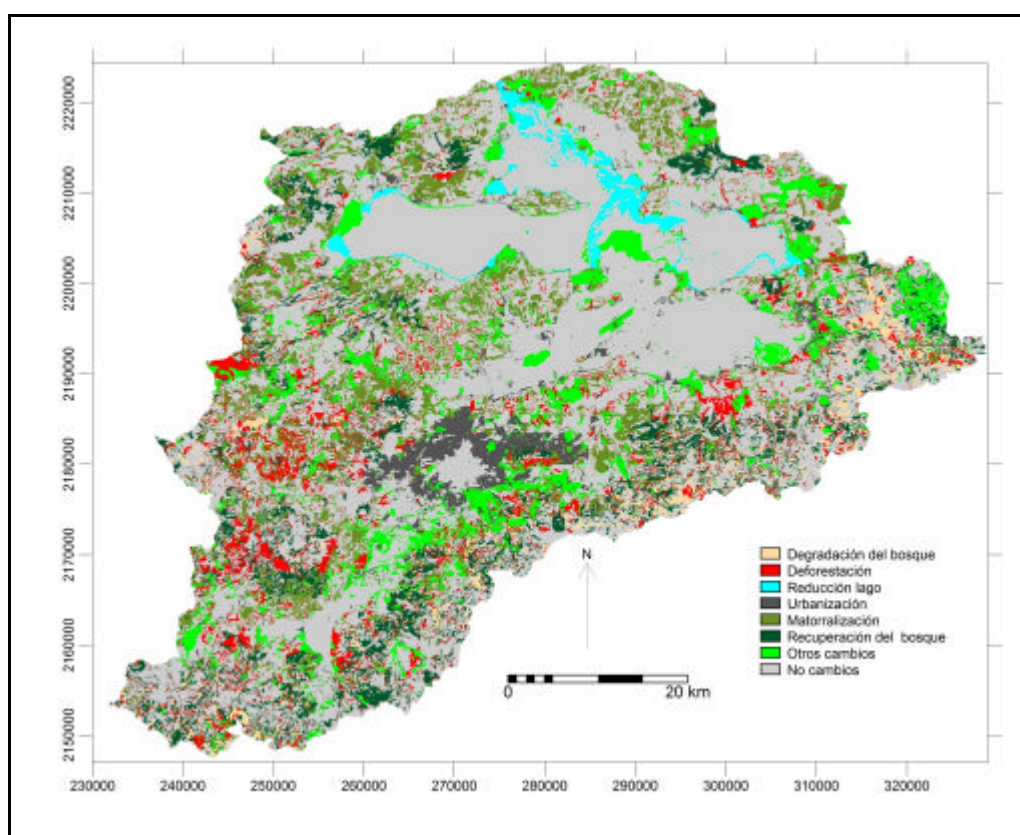 2220000
2210000
2200000
2190000
2180000
2170000
2160000
2150000
N
Degradación del bosque
Deforestación
Reducción lago
Urbanización
Matorralización
Recuperación del bosque
Otros cambios
No cambios
0 20 km
230000 240000 250000 260000 270000 280000 290000 300000 310000 320000